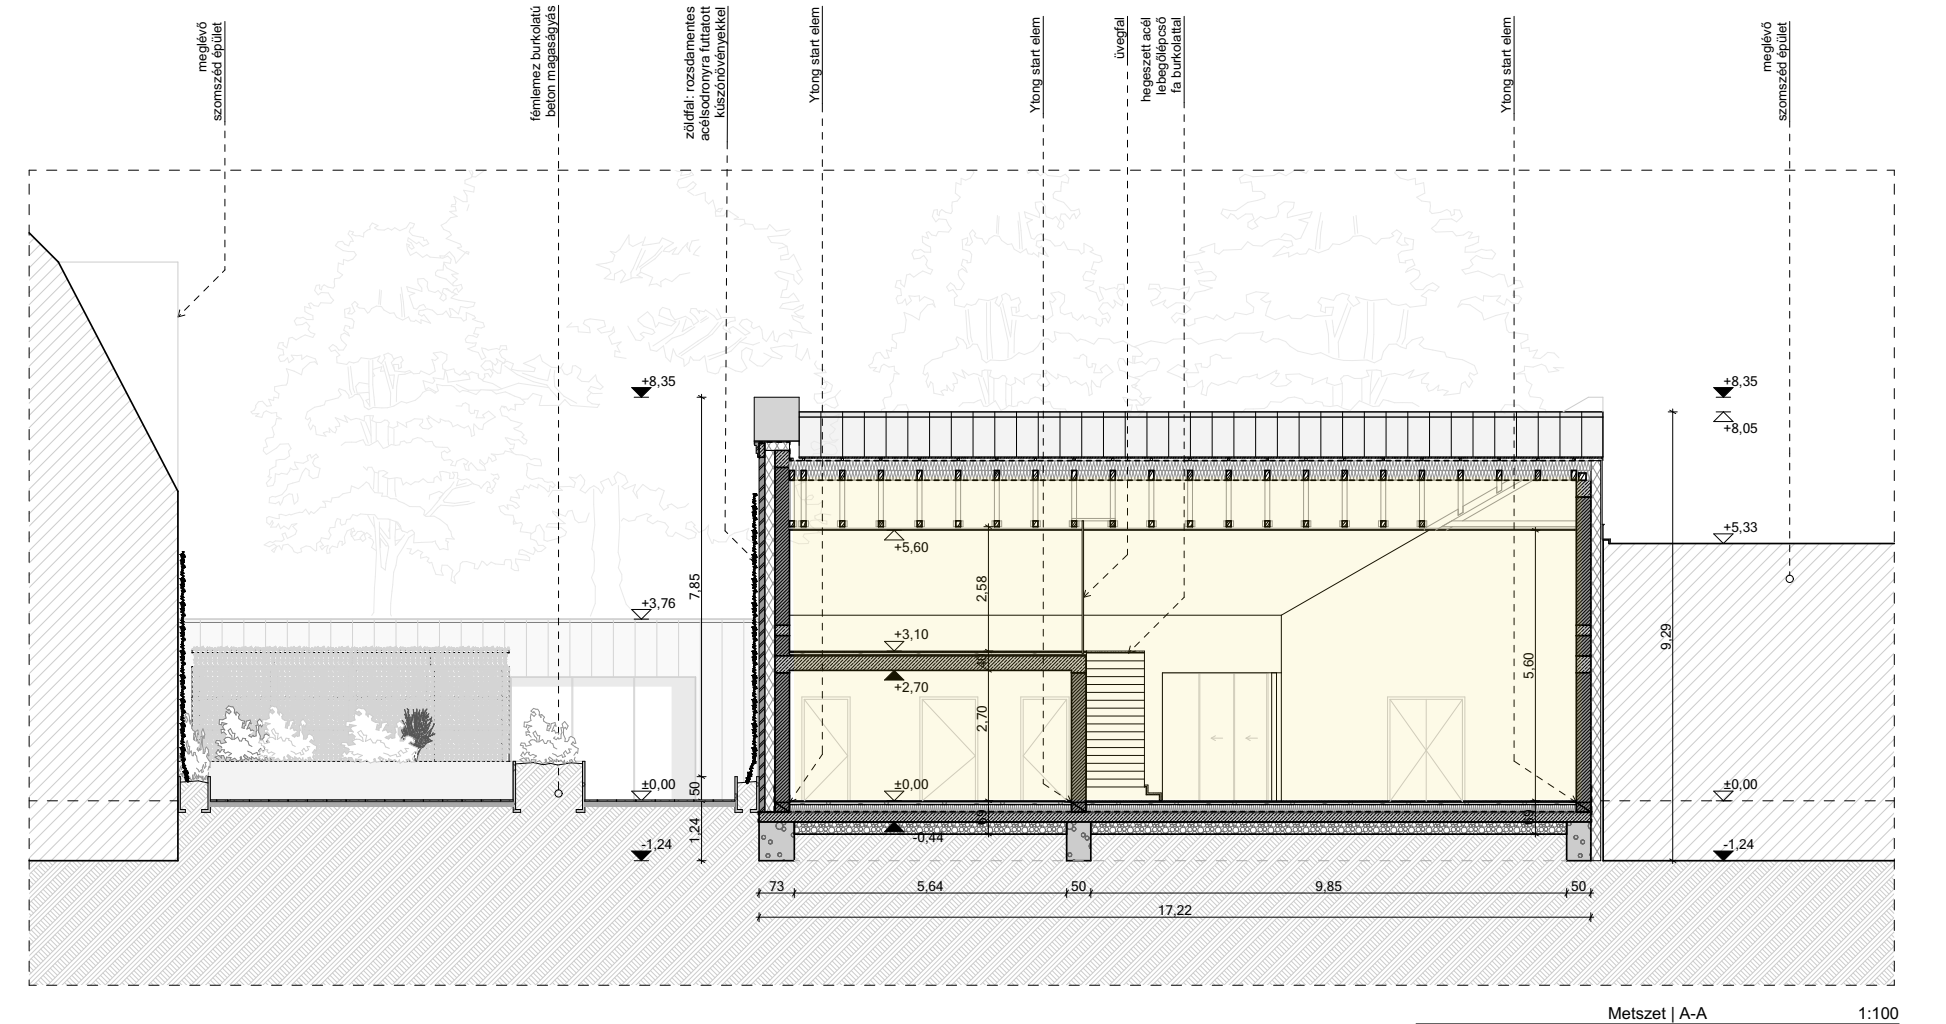 meglévő
szomszéd épület
fémlemez burkolatú
beton magaságyás
zöldfal: rozsdamentes
acélsodronyra futtatott
kúszónövényekkel
Ytong start elem
Ytong start elem
üvegfal
hegeszett acél
lebegőlépcső
fa burkolattal
Ytong start elem
meglévő
szomszéd épület
+8,35
+8,35
+8,05
+5,60
+5,33
7,85
2,58
+3,76
+3,10
9,29
5,60
+2,70
2,70
±0,00
50
±0,00
±0,00
69
69
1,24
-0,44
-1,24
-1,24
73
5,64
50
9,85
50
17,22
Metszet | A-A
1:100